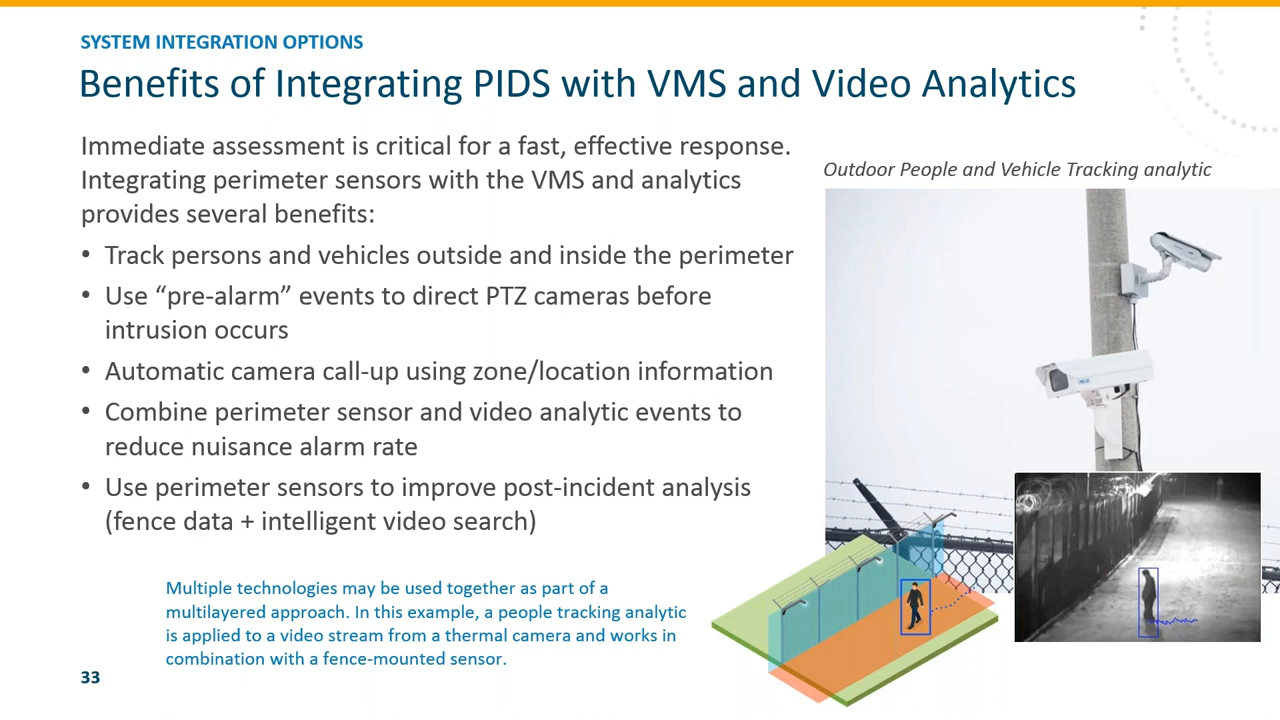 SYSTEM INTEGRATION OPTIONS
Benefits of Integrating PIDS with VMS and Video Analytics
Immediate assessment is critical for a fast, effective response.
Integrating perimeter sensors with the VMS and analytics
provides several benefits:
• Track persons and vehicles outside and inside the perimeter
• Use “pre-alarm” events to direct PTZ cameras before
intrusion occurs
• Automatic camera call-up using zone/location information
• Combine perimeter sensor and video analytic events to
reduce nuisance alarm rate
• Use perimeter sensors to improve post-incident analysis
(fence data + intelligent video search)
Outdoor People and Vehicle Tracking analytic
Multiple technologies may be used together as part of a
multilayered approach. In this example, a people tracking analytic
is applied to a video stream from a thermal camera and works in
combination with a fence-mounted sensor.
33